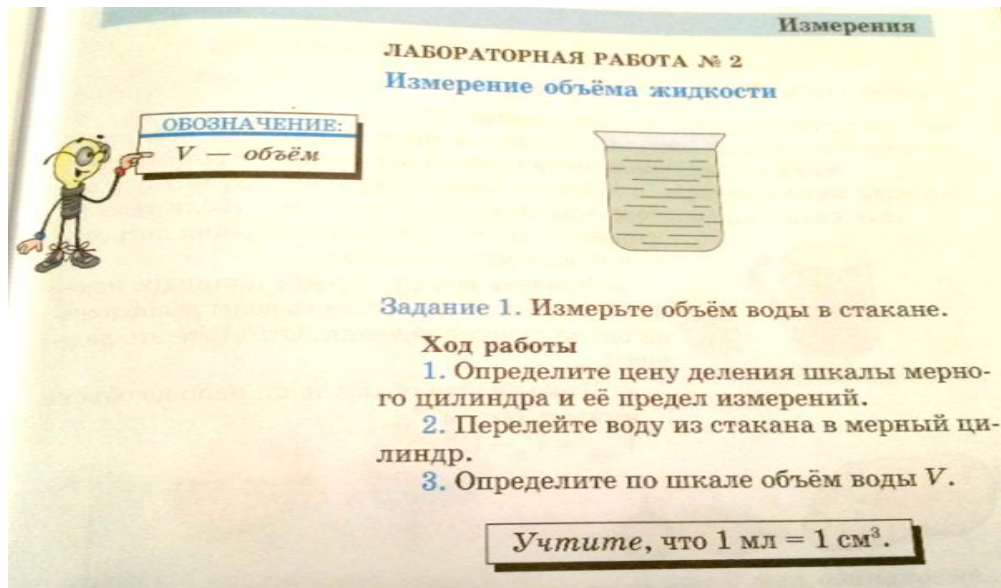 Измерения
ЛАБОРАТОРНАЯ РАБОТА № 2
Измерение объёма жидкости
ОБОЗНАЧЕНИЕ:
V — объём
Задание 1. Измерьте объём воды в стакане.
Ход работы
1. Определите цену деления шкалы мерно-
го цилиндра и её предел измерений.
2. Перелейте воду из стакана в мерный ци-
линдр.
3. Определите по шкале объём воды V.
Учтите, что 1 мл = 1 см³.